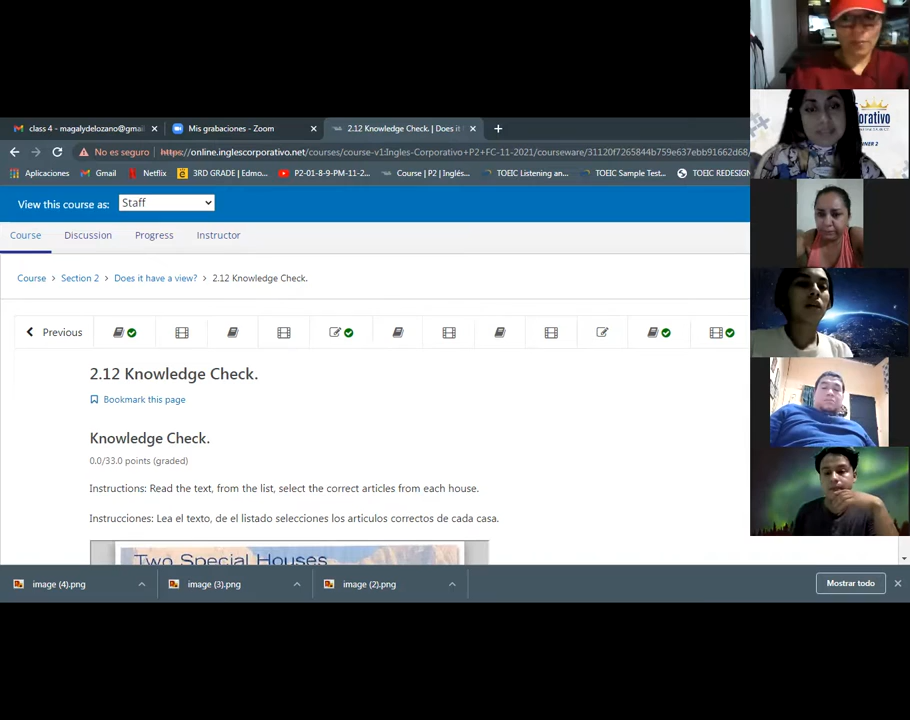 class 4 - magalydelozano@gmai
Mis grabaciones - Zoom
2.12 Knowledge Check. | Does it
No es seguro
https://online.inglescorporativo.net/courses/course-v1:Ingles-Corporativo+P2+FC-11-2021/courseware/31120f7265844b759e637ebb91662d68
Aplicaciones
Gmail
Netflix
3RD GRADE | Edmo...
P2-01-8-9-PM-11-2...
Course | P2 | Inglés...
TOEIC Listening an...
TOEIC Sample Test...
TOEIC REDESIGN
View this course as:
Staff
Course
Discussion
Progress
Instructor
Course > Section 2 > Does it have a view? > 2.12 Knowledge Check.
Previous
2.12 Knowledge Check.
Bookmark this page
Knowledge Check.
0.0/33.0 points (graded)
Instructions: Read the text, from the list, select the correct articles from each house.
Instrucciones: Lea el texto, de el listado selecciones los articulos correctos de cada casa.
Two Special Houses
image (4).png
image (3).png
image (2).png
Mostrar todo
orativo